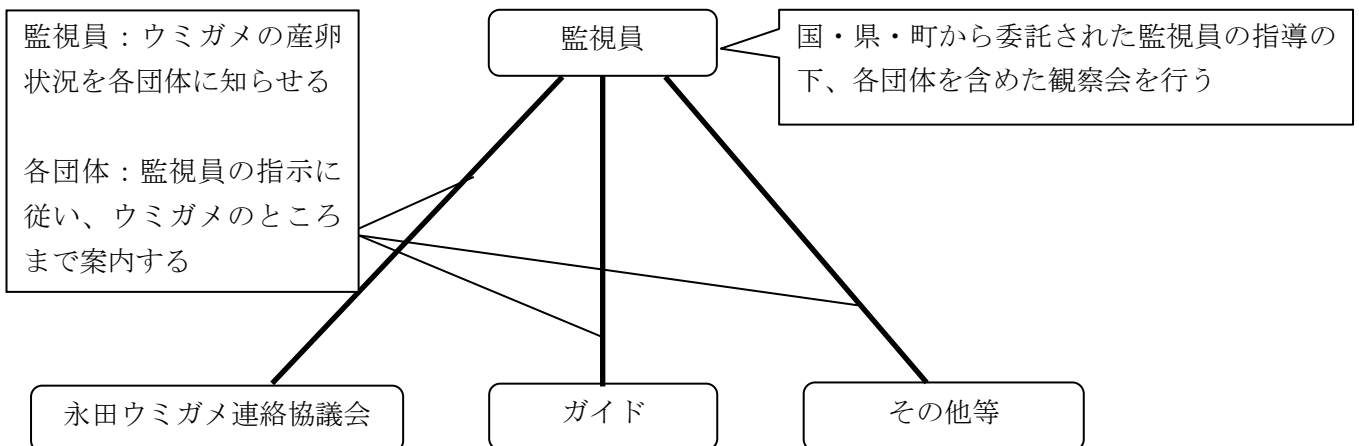 監視員：ウミガメの産卵
状況を各団体に知らせる
各団体：監視員の指示に
従い、ウミガメのところ
まで案内する
監視員
国・県・町から委託された監視員の指導の
下、各団体を含めた観察会を行う
永田ウミガメ連絡協議会
ガイド
その他等